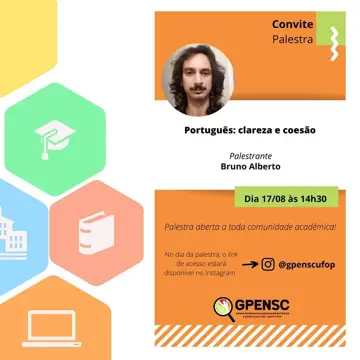 Convite
Palestra
Português: clareza e coesão
Palestrante
Bruno Alberto
Dia 17/08 às 14h30
Palestra aberta a toda comunidade acadêmica!
No dia da palestra, o link
de acesso estará
disponível no Instagram
@gpenscufop
GPENSC